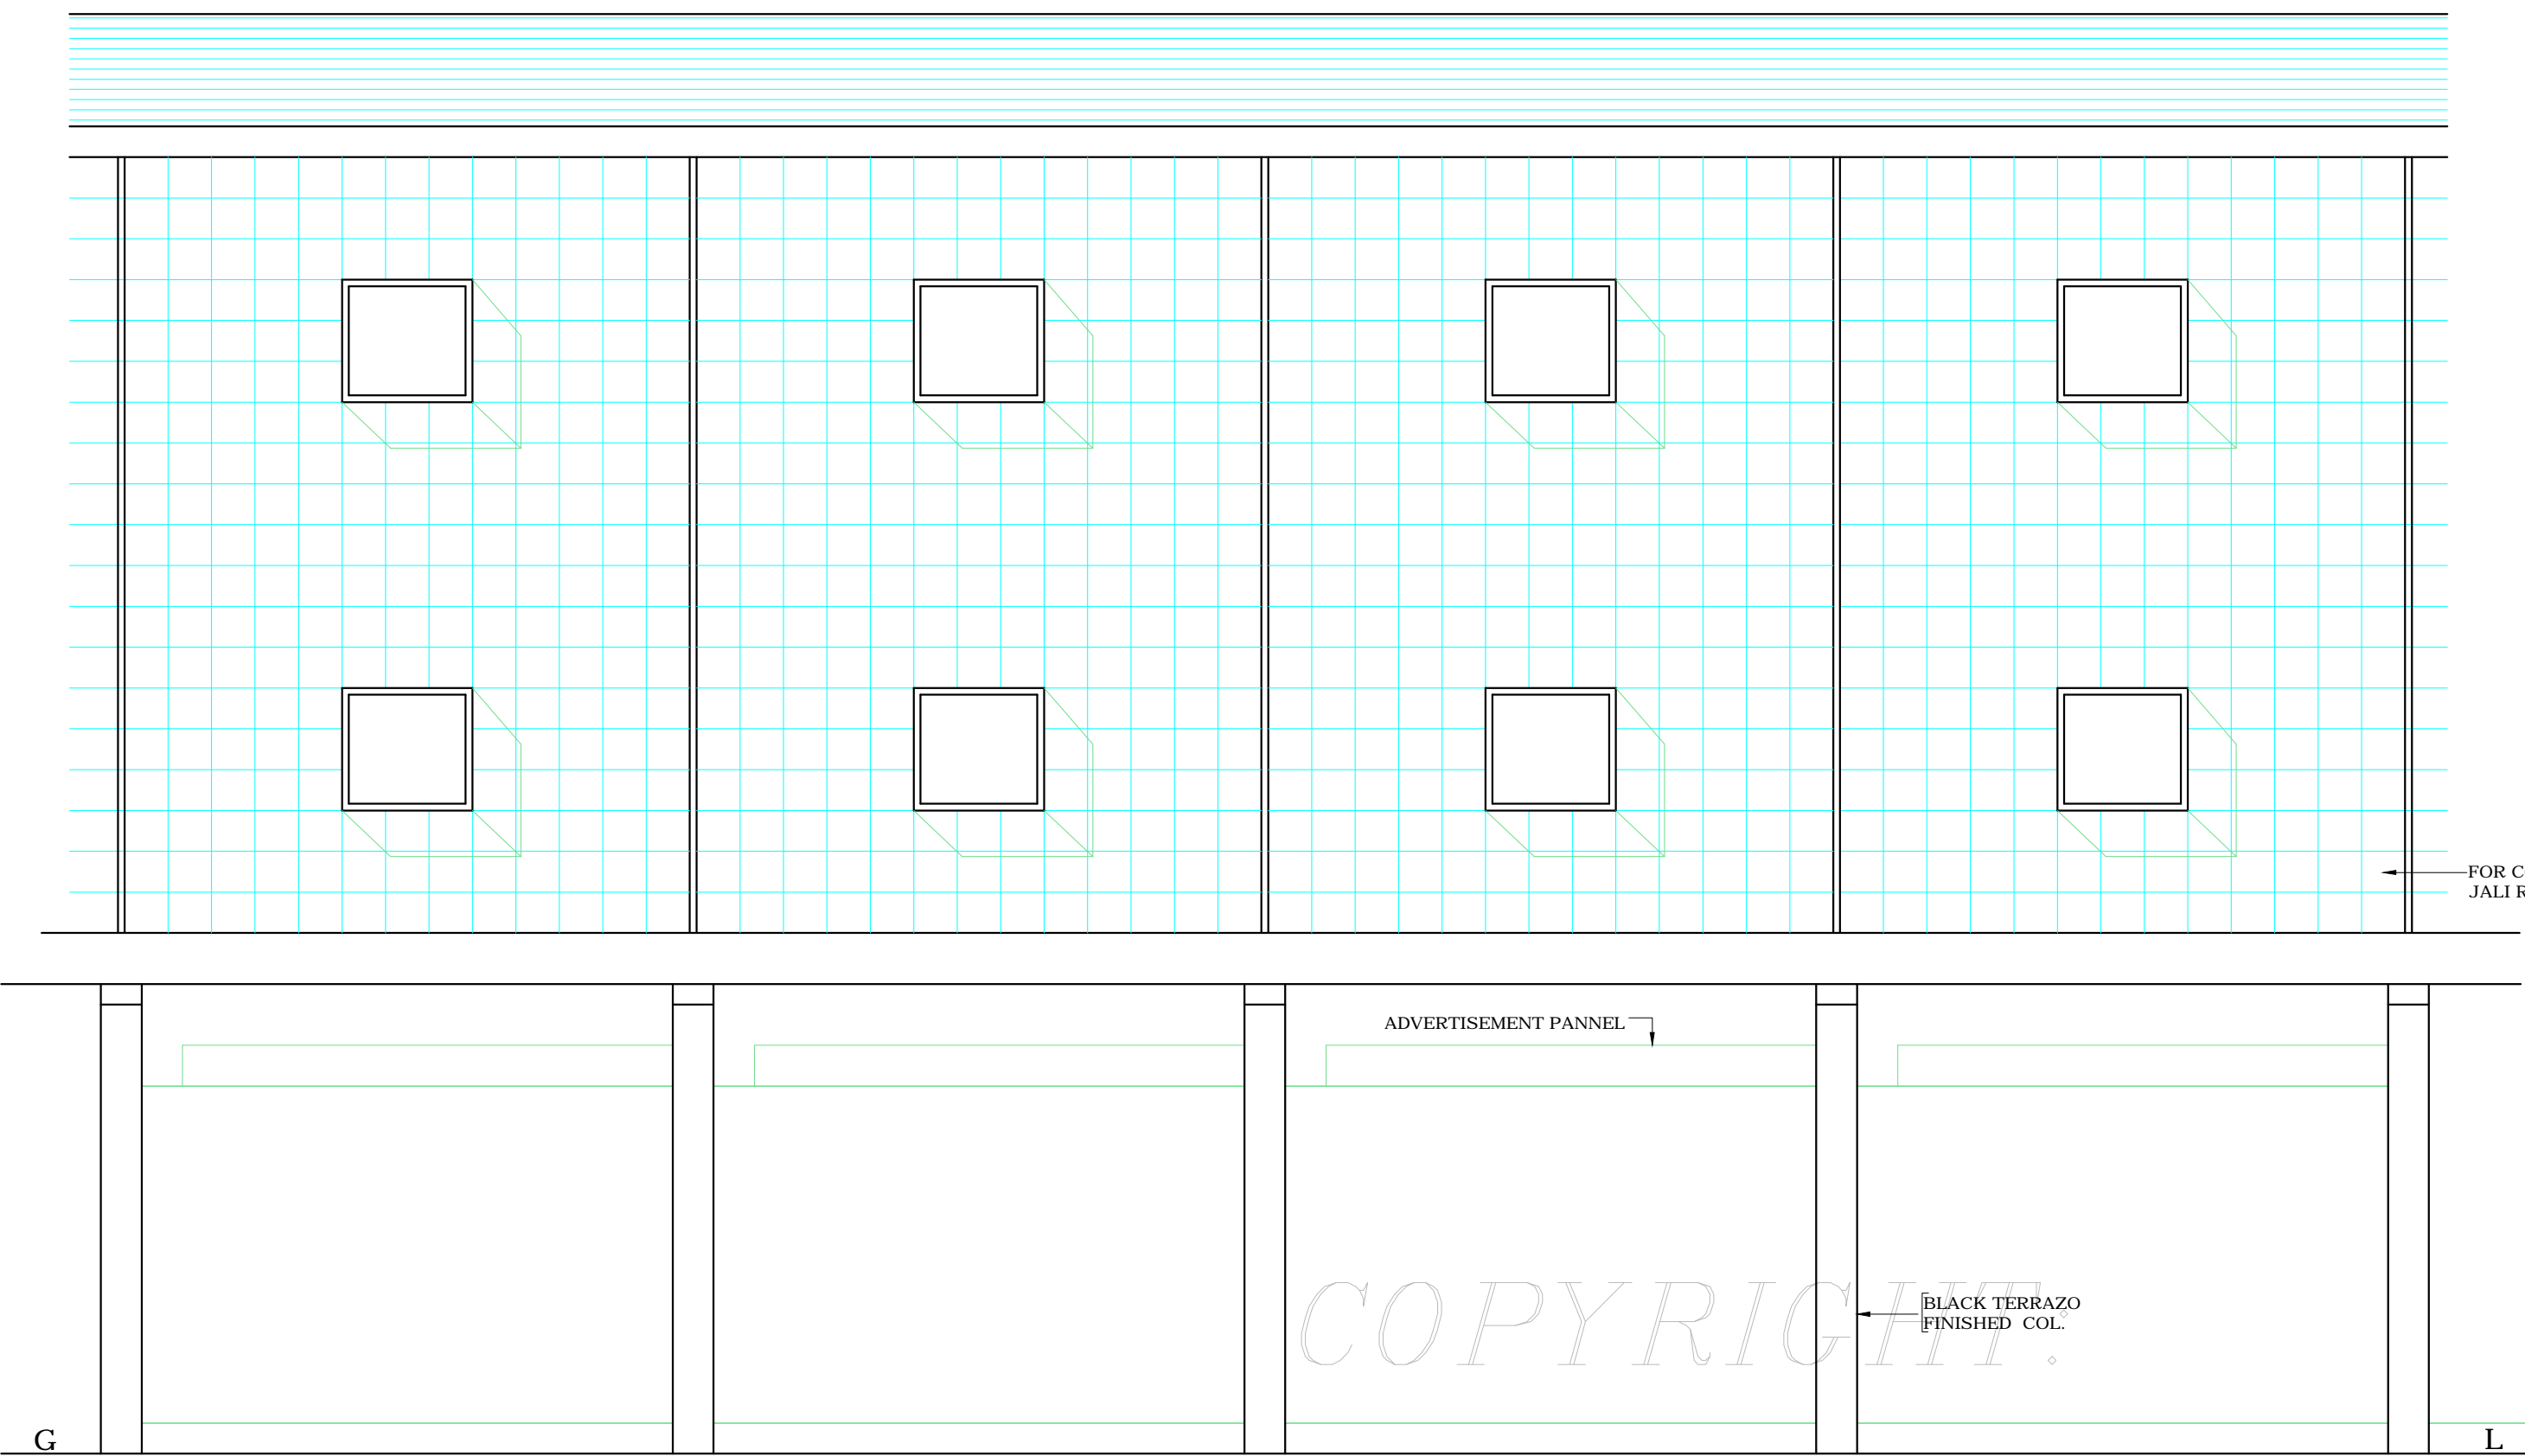 FOR
JALI
ADVERTISEMENT PANNEL
COPYRIGHT:
BLACK TERRAZO
FINISHED COL.
G
L